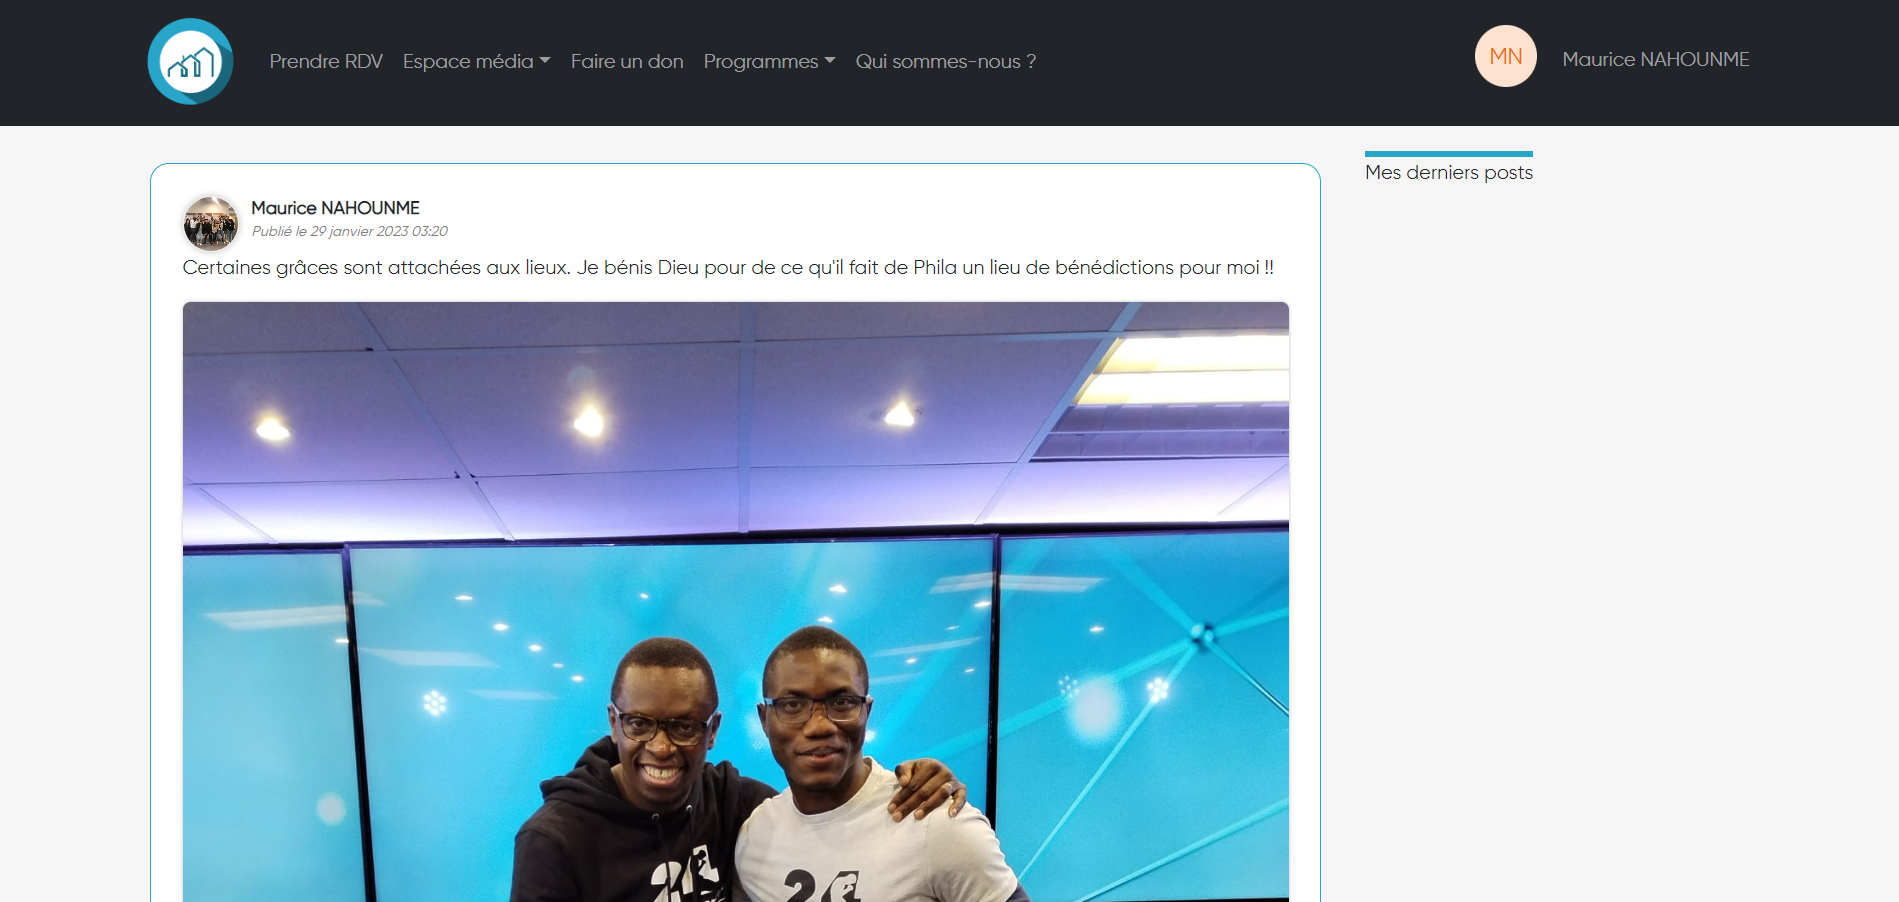 Prendre RDV Espace média Faire un don Programmes Qui sommes-nous ? MN Maurice NAHOUNME
Mes derniers posts
Maurice NAHOUNME
Publié le 29 janvier 2023 03:20
Certaines grâces sont attachées aux lieux. Je bénis Dieu pour de ce qu'il fait de Phila un lieu de bénédictions pour moi !!